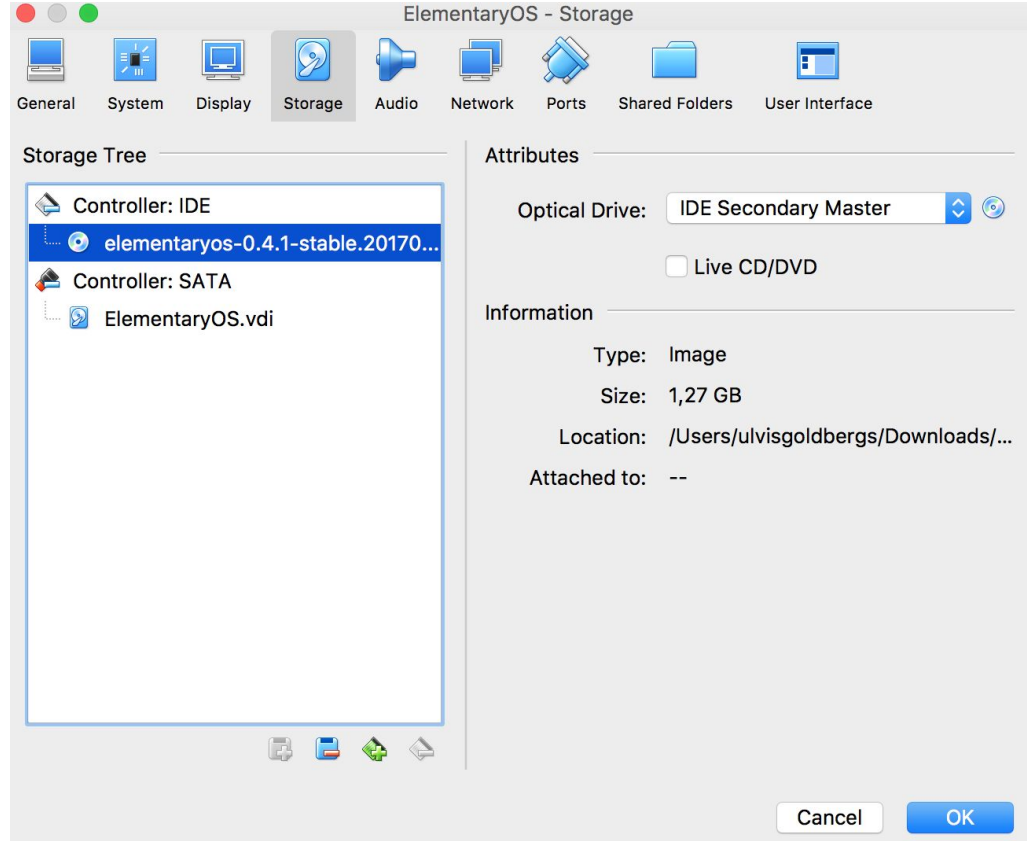 ElementaryOS - Storage
General System Display Storage Audio Network Ports Shared Folders User Interface
Storage Tree
Controller: IDE
elementaryos-0.4.1-stable.20170...
Controller: SATA
ElementaryOS.vdi
Attributes
Optical Drive: IDE Secondary Master
Live CD/DVD
Information
Type: Image
Size: 1,27 GB
Location: /Users/ulvisgoldbergs/Downloads/...
Attached to: --
Cancel OK